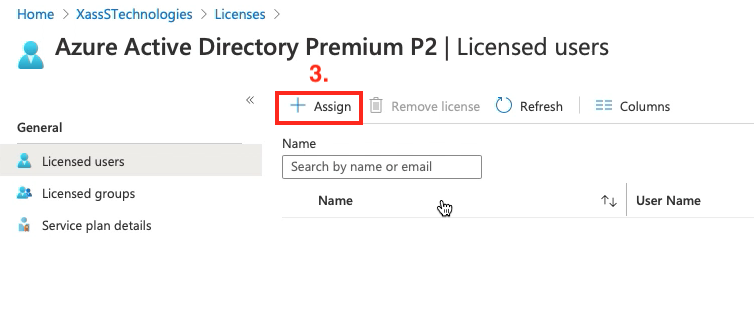 Home > XassSTechnologies > Licenses >
Azure Active Directory Premium P2 | Licensed users
3.
«
+ Assign Remove license Refresh Columns
General
Name
Licensed users
Search by name or email
Licensed groups
Name ↑↓ User Name
Service plan details